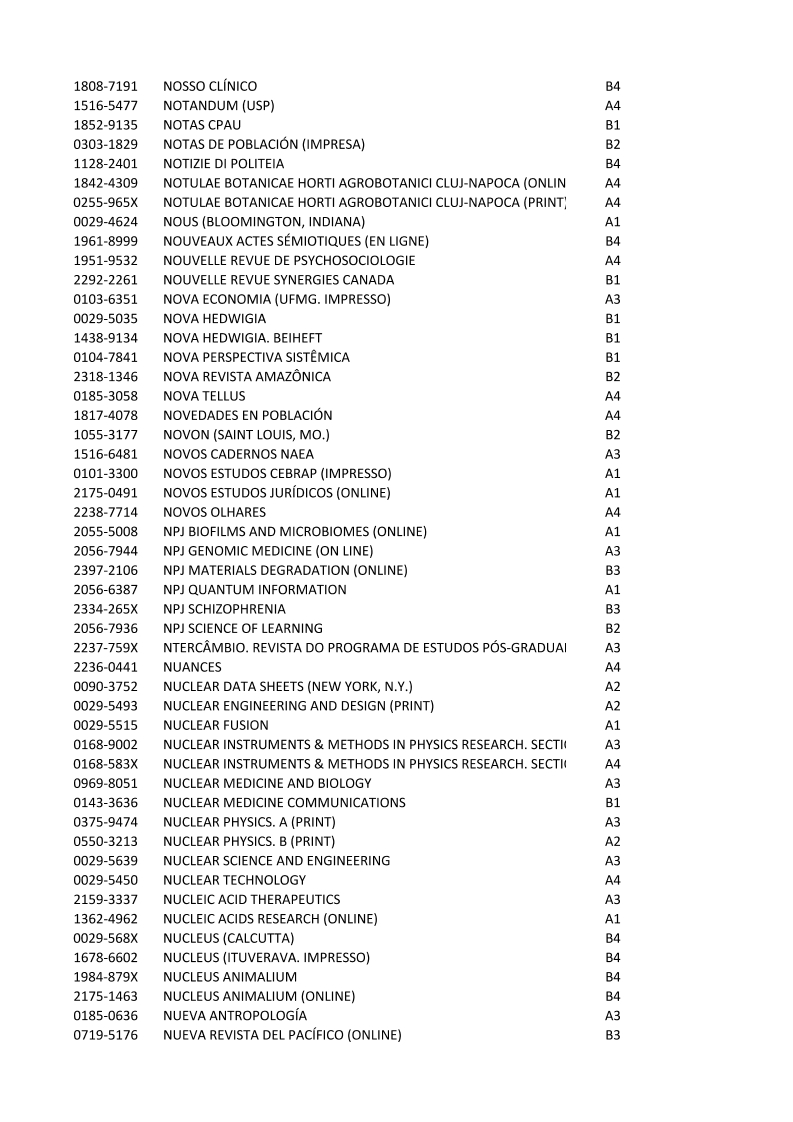 1808-7191 NOSSO CLÍNICO B4
1516-5477 NOTANDUM (USP) A4
1852-9135 NOTAS CPAU B1
0303-1829 NOTAS DE POBLACIÓN (IMPRESA) B2
1128-2401 NOTIZIE DI POLITEIA B4
1842-4309 NOTULAE BOTANICAE HORTI AGROBOTANICI CLUJ-NAPOCA (ONLIN A4
0255-965X NOTULAE BOTANICAE HORTI AGROBOTANICI CLUJ-NAPOCA (PRINT) A4
0029-4624 NOUS (BLOOMINGTON, INDIANA) A1
1961-8999 NOUVEAUX ACTES SÉMIOTIQUES (EN LIGNE) B4
1951-9532 NOUVELLE REVUE DE PSYCHOSOCIOLOGIE A4
2292-2261 NOUVELLE REVUE SYNERGIES CANADA B1
0103-6351 NOVA ECONOMIA (UFMG. IMPRESSO) A3
0029-5035 NOVA HEDWIGIA B1
1438-9134 NOVA HEDWIGIA. BEIHEFT B1
0104-7841 NOVA PERSPECTIVA SISTÊMICA B1
2318-1346 NOVA REVISTA AMAZÔNICA B2
0185-3058 NOVA TELLUS A4
1817-4078 NOVEDADES EN POBLACIÓN A4
1055-3177 NOVON (SAINT LOUIS, MO.) B2
1516-6481 NOVOS CADERNOS NAEA A3
0101-3300 NOVOS ESTUDOS CEBRAP (IMPRESSO) A1
2175-0491 NOVOS ESTUDOS JURÍDICOS (ONLINE) A1
2238-7714 NOVOS OLHARES A4
2055-5008 NPJ BIOFILMS AND MICROBIOMES (ONLINE) A1
2056-7944 NPJ GENOMIC MEDICINE (ON LINE) A3
2397-2106 NPJ MATERIALS DEGRADATION (ONLINE) B3
2056-6387 NPJ QUANTUM INFORMATION A1
2334-265X NPJ SCHIZOPHRENIA B3
2056-7936 NPJ SCIENCE OF LEARNING B2
2237-759X NTERCÂMBIO. REVISTA DO PROGRAMA DE ESTUDOS PÓS-GRADUAI A3
2236-0441 NUANCES A4
0090-3752 NUCLEAR DATA SHEETS (NEW YORK, N.Y.) A2
0029-5493 NUCLEAR ENGINEERING AND DESIGN (PRINT) A2
0029-5515 NUCLEAR FUSION A1
0168-9002 NUCLEAR INSTRUMENTS & METHODS IN PHYSICS RESEARCH. SECTI A3
0168-583X NUCLEAR INSTRUMENTS & METHODS IN PHYSICS RESEARCH. SECTI A4
0969-8051 NUCLEAR MEDICINE AND BIOLOGY A3
0143-3636 NUCLEAR MEDICINE COMMUNICATIONS B1
0375-9474 NUCLEAR PHYSICS. A (PRINT) A3
0550-3213 NUCLEAR PHYSICS. B (PRINT) A2
0029-5639 NUCLEAR SCIENCE AND ENGINEERING A3
0029-5450 NUCLEAR TECHNOLOGY A4
2159-3337 NUCLEIC ACID THERAPEUTICS A3
1362-4962 NUCLEIC ACIDS RESEARCH (ONLINE) A1
0029-568X NUCLEUS (CALCUTTA) B4
1678-6602 NUCLEUS (ITUVERAVA. IMPRESSO) B4
1984-879X NUCLEUS ANIMALIUM B4
2175-1463 NUCLEUS ANIMALIUM (ONLINE) B4
0185-0636 NUEVA ANTROPOLOGÍA A3
0719-5176 NUEVA REVISTA DEL PACÍFICO (ONLINE) B3